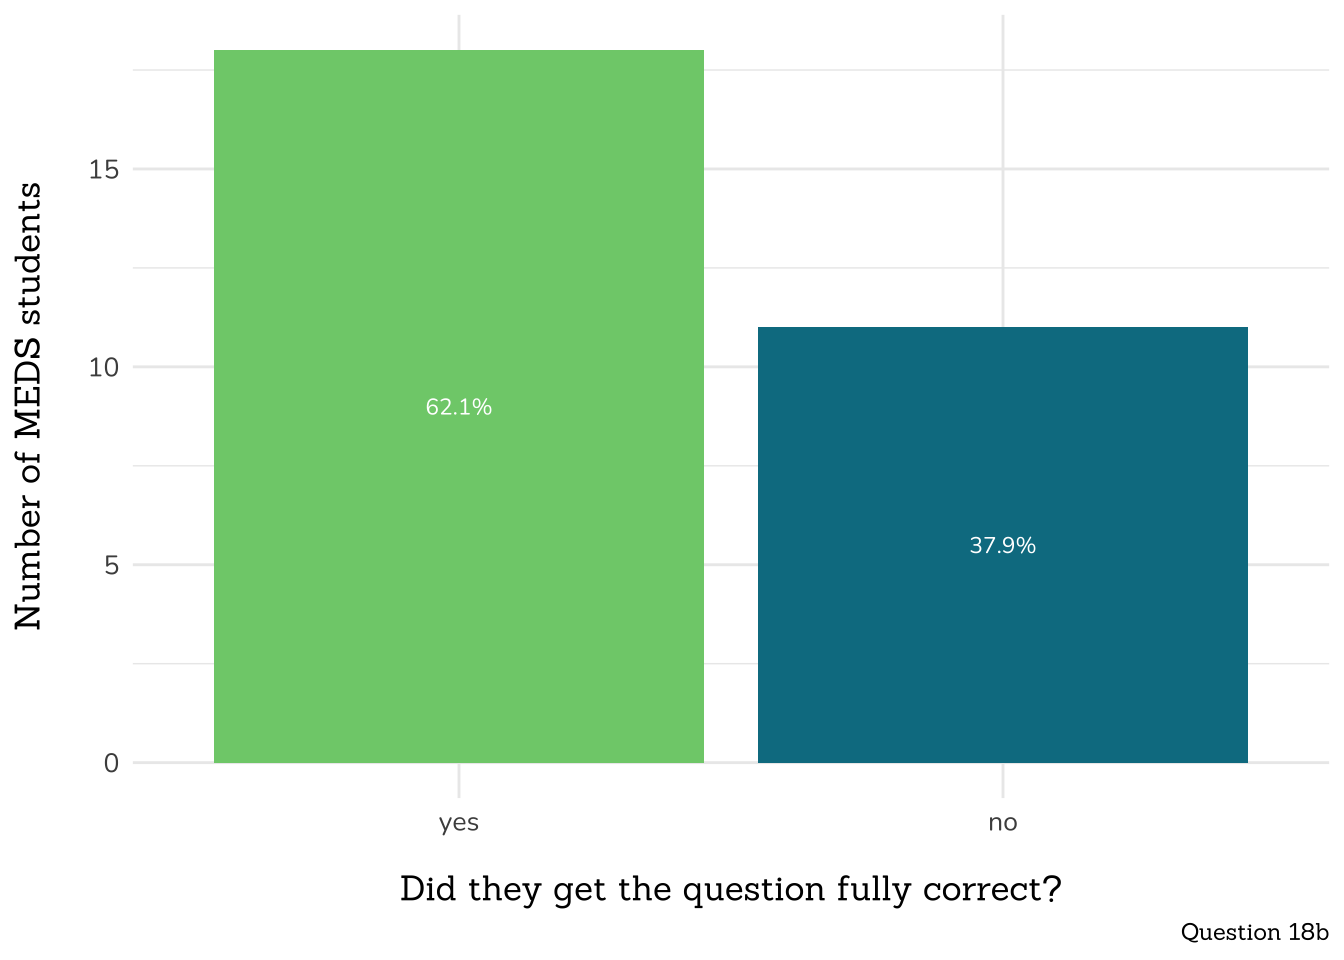 Number of MEDS students
15
10
5
0
62.1%
37.9%
yes
no
Did they get the question fully correct?
Question 18b